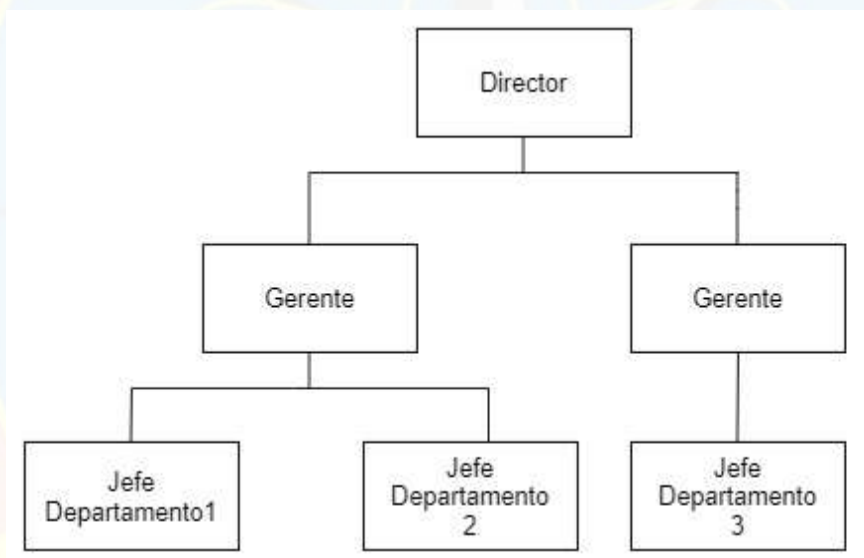 Director
Gerente
Gerente
Jefe
Departamento1
Jefe
Departamento
2
Jefe
Departamento
3